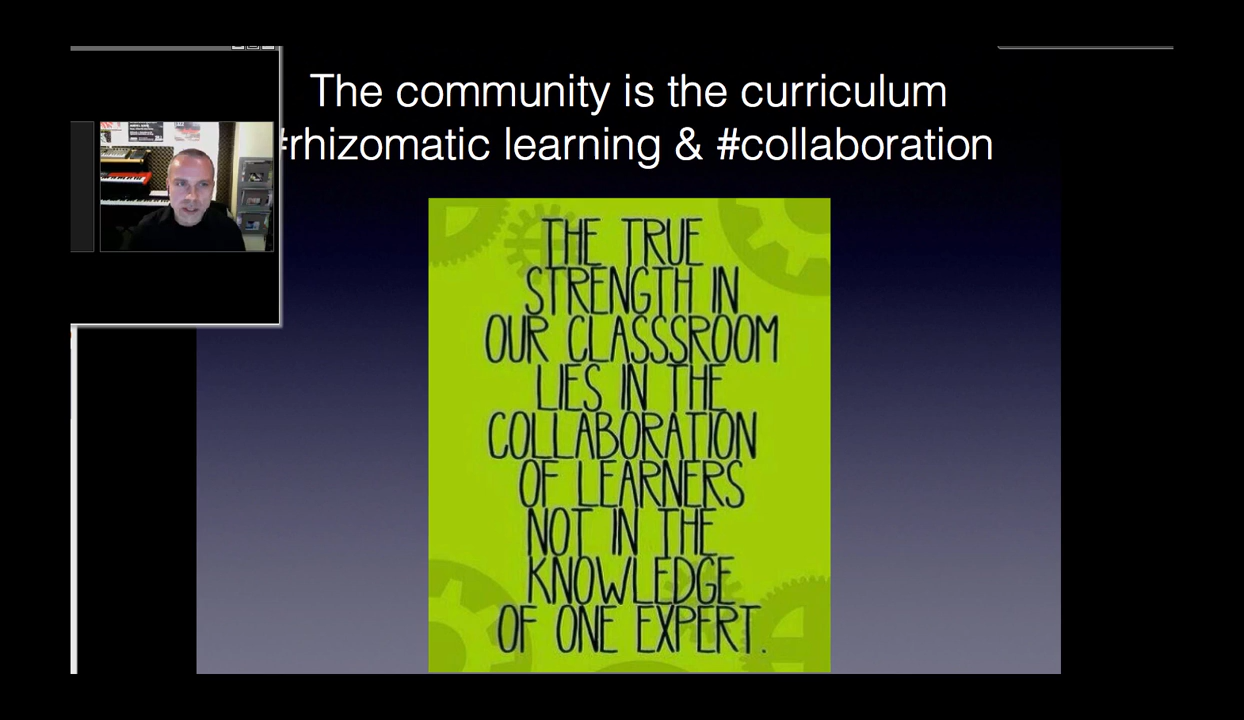 The community is the curriculum
#rhizomatic learning & #collaboration
THE TRUE
STRENGTH IN
OUR CLASSSROOM
LIES IN THE
COLLABORATION
OF LEARNERS
NOT IN THE
KNOWLEDGE
OF ONE EXPERT.